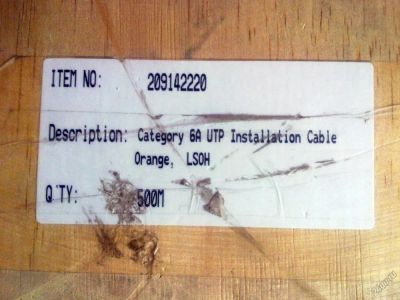 ITEM NO: 209142220
Description: Category 6A UTP Installation Cable
Orange, LSOH
Q'TY: 500M